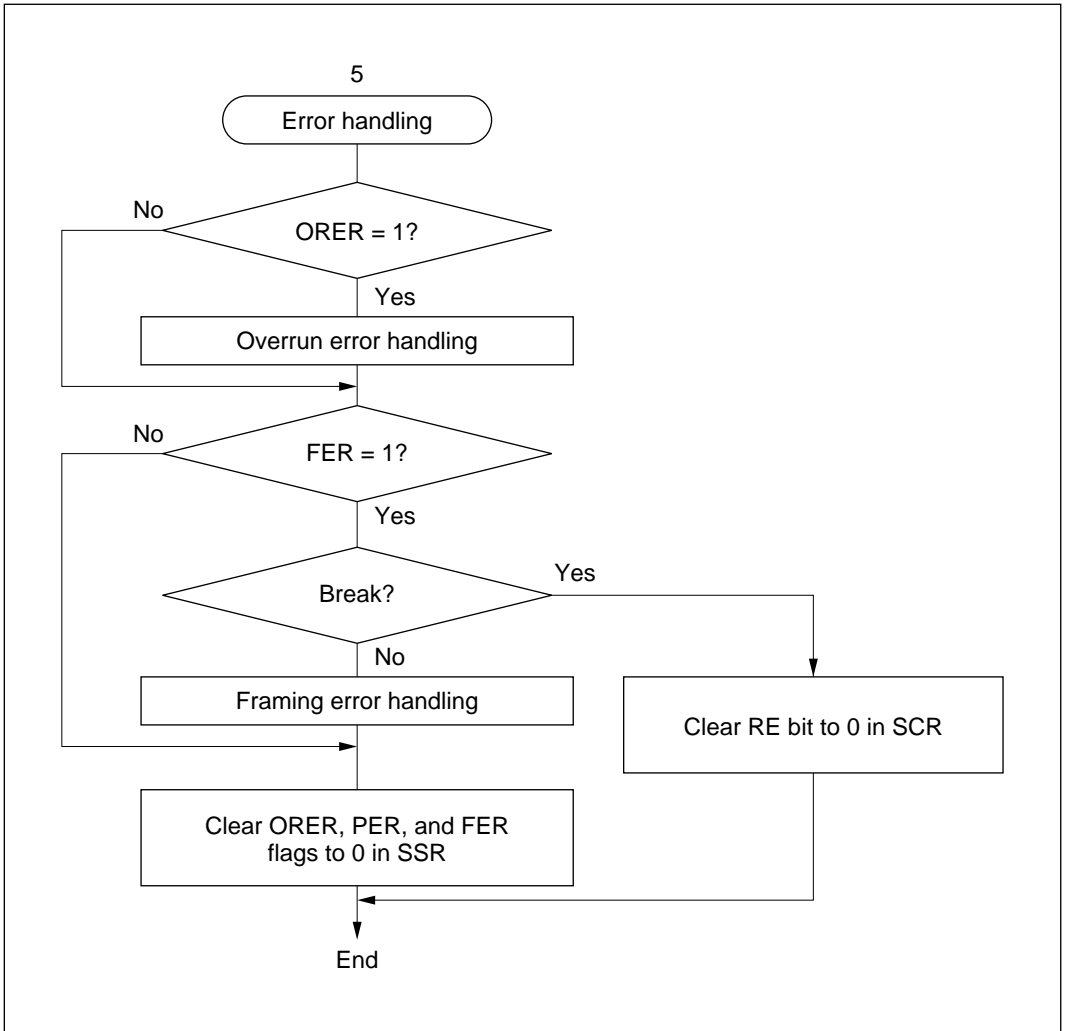 5
Error handling
No
ORER = 1?
Yes
Overrun error handling
No
FER = 1?
Yes
Break?
Yes
No
Framing error handling
Clear RE bit to 0 in SCR
Clear ORER, PER, and FER
flags to 0 in SSR
End